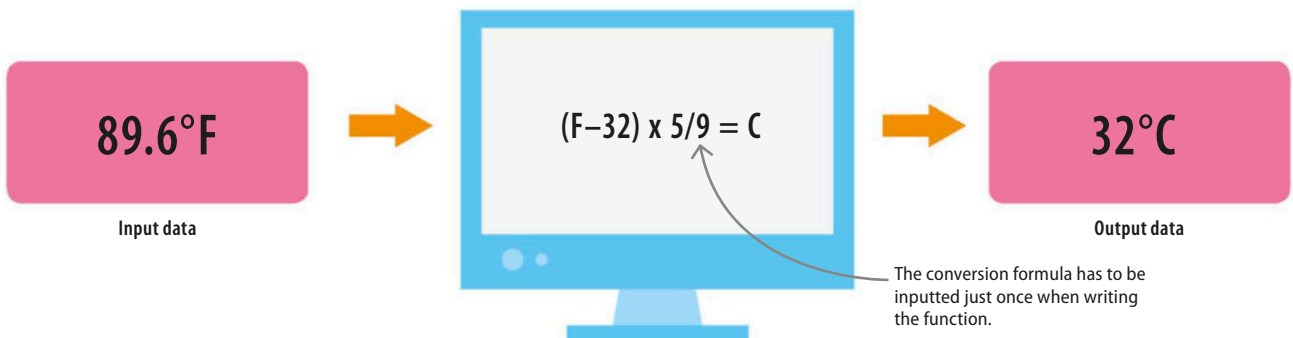 89.6°F
Input data
(F–32) x 5/9 = C
32°C
Output data
The conversion formula has to be
inputted just once when writing
the function.